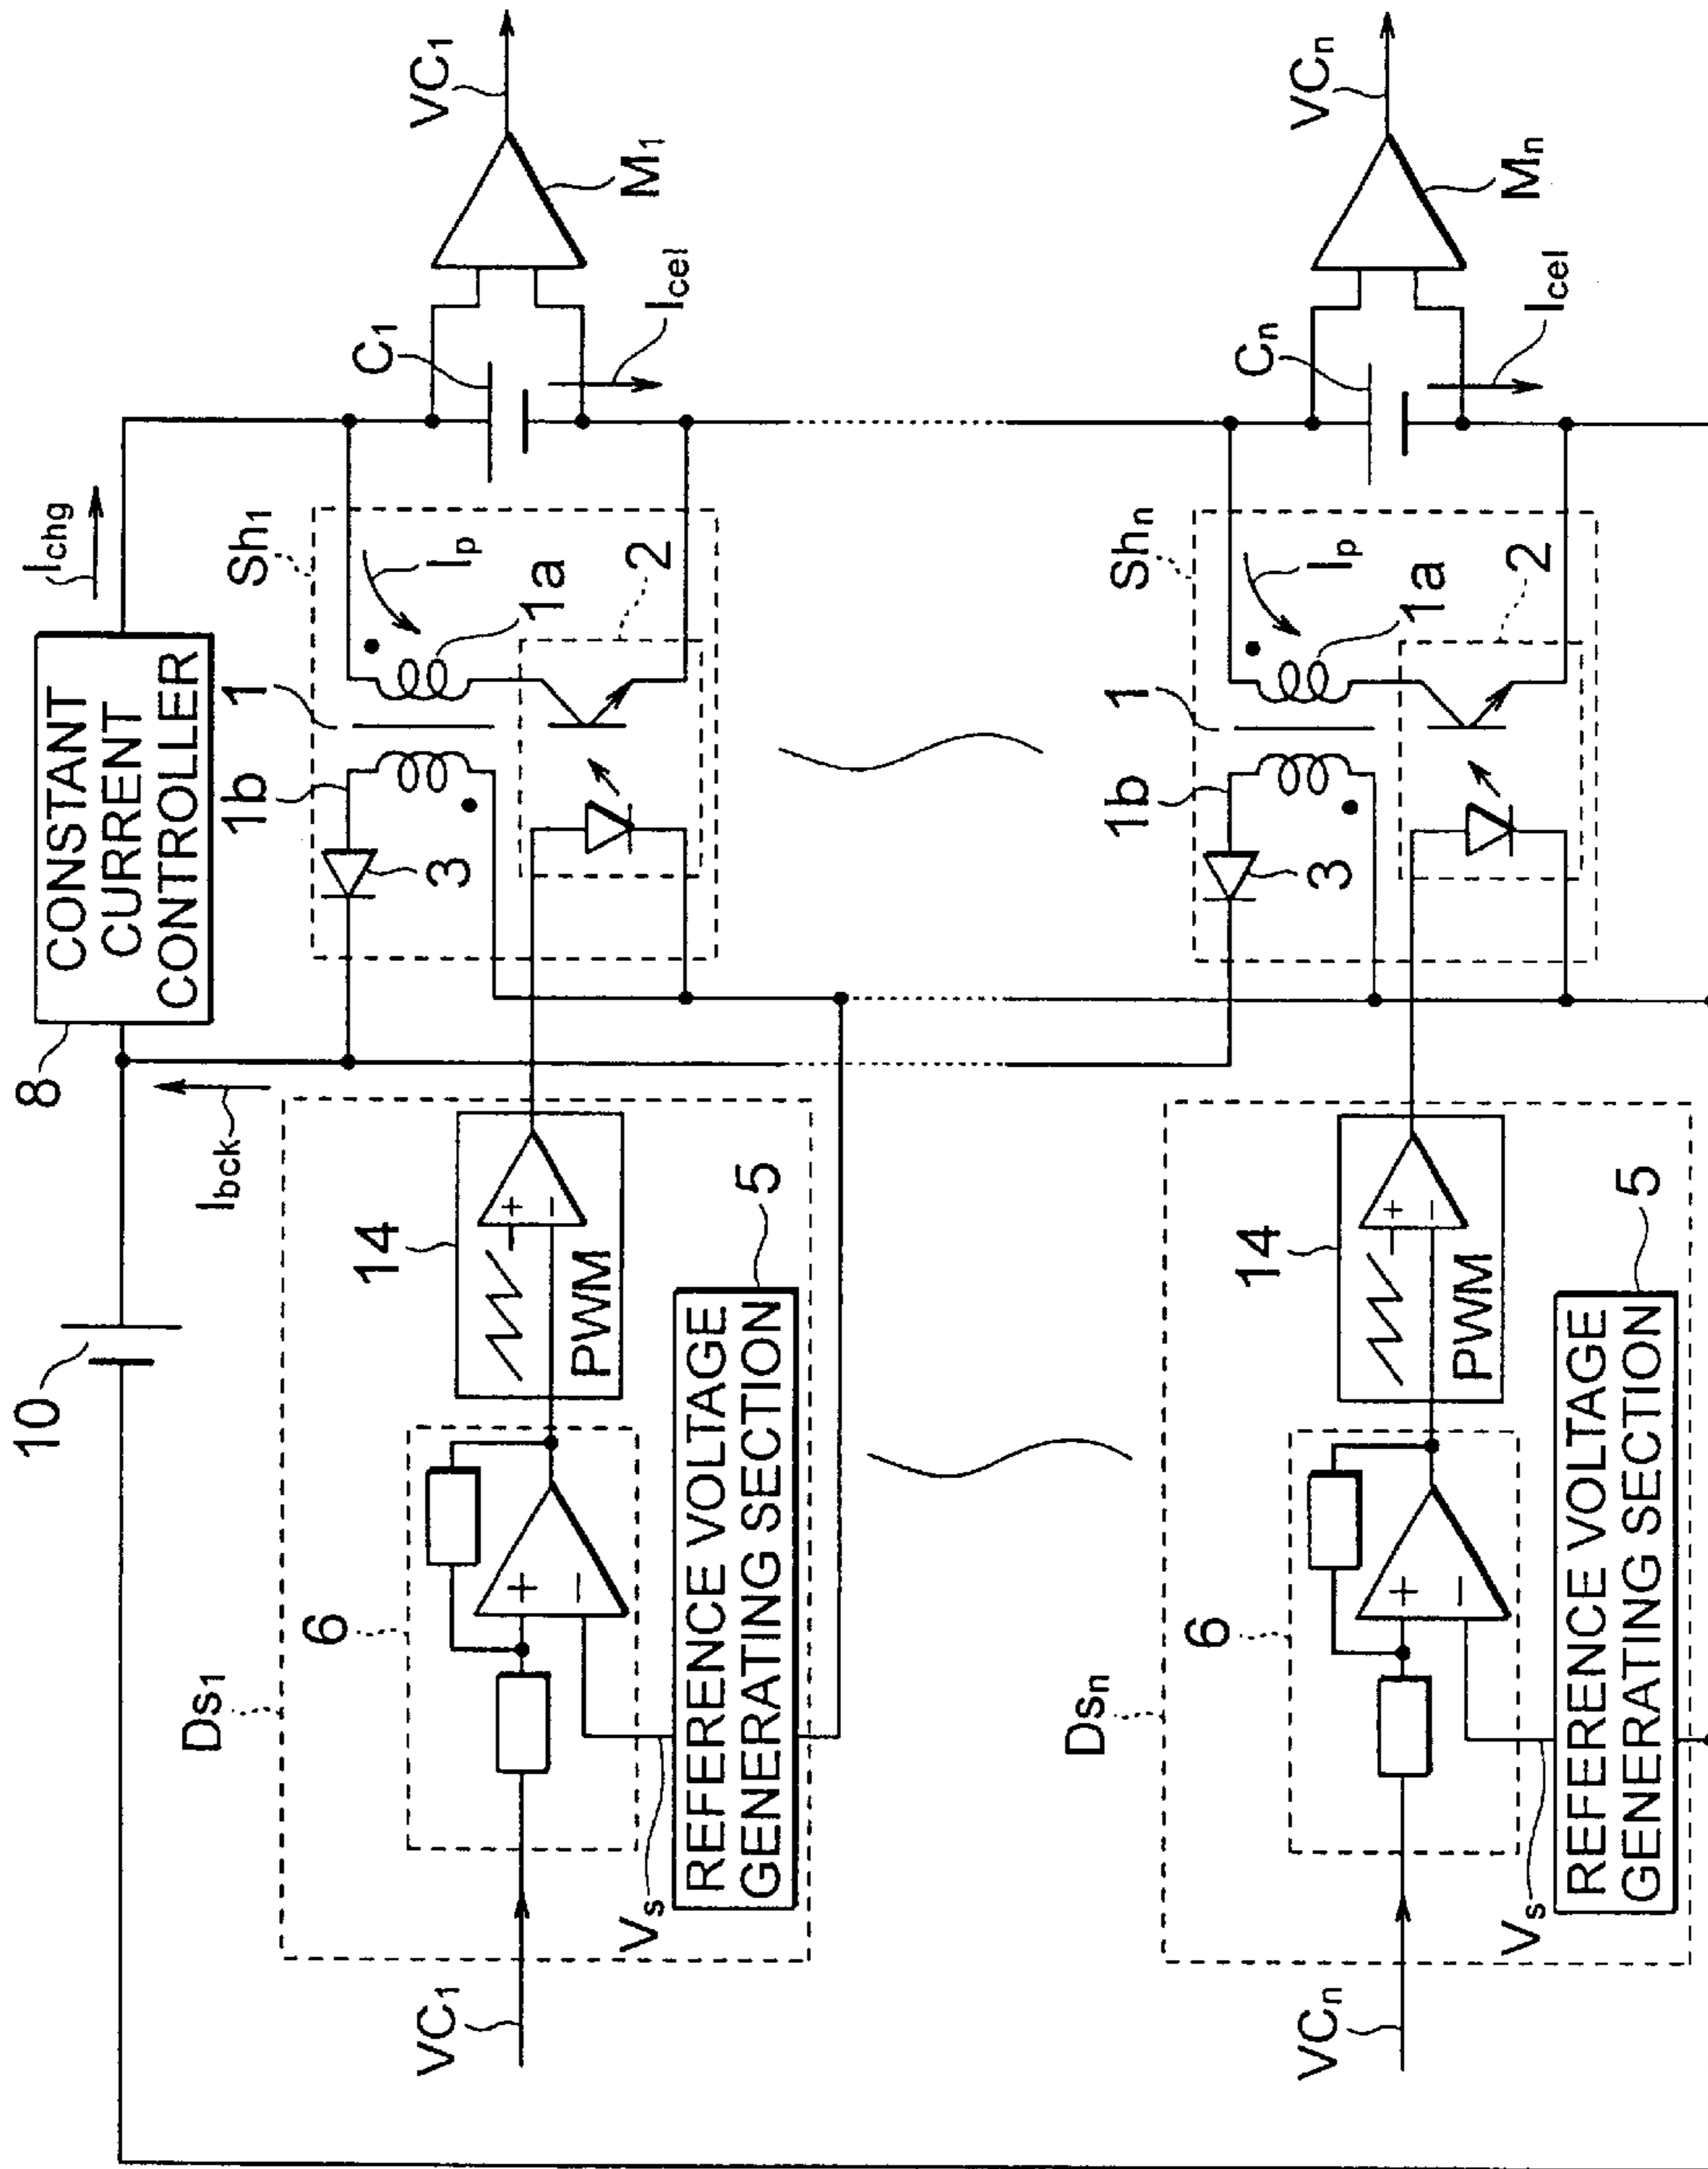 10
8
CONSTANT
CURRENT
CONTROLLER
Ichg
Ibck
Ds1
6
14
PWM
+
−
+
−
VC1
Vs
REFERENCE VOLTAGE
GENERATING SECTION
5
Sh1
1b
1
3
Ip
1a
2
C1
Icel
VC1
M1
Dsn
6
14
PWM
+
−
+
−
VCn
Vs
REFERENCE VOLTAGE
GENERATING SECTION
5
Shn
1b
1
3
Ip
1a
2
Cn
Icel
VCn
Mn